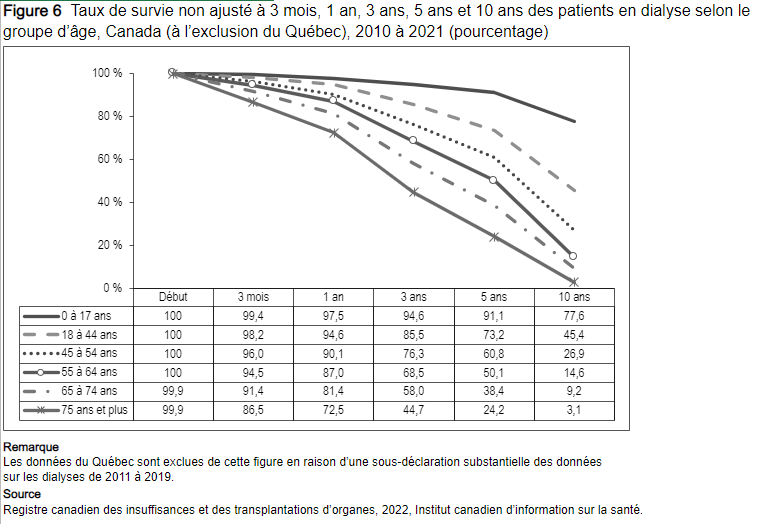 Figure 6 Taux de survie non ajusté à 3 mois, 1 an, 3 ans, 5 ans et 10 ans des patients en dialyse selon le
groupe d’âge, Canada (à l’exclusion du Québec), 2010 à 2021 (pourcentage)
100 %
80 %
60 %
40 %
20 %
0 %
Début 3 mois 1 an 3 ans 5 ans 10 ans
0 à 17 ans 100 99,4 97,5 94,6 91,1 77,6
18 à 44 ans 100 98,2 94,6 85,5 73,2 45,4
45 à 54 ans 100 96,0 90,1 76,3 60,8 26,9
55 à 64 ans 100 94,5 87,0 68,5 50,1 14,6
65 à 74 ans 99,9 91,4 81,4 58,0 38,4 9,2
75 ans et plus 99,9 86,5 72,5 44,7 24,2 3,1
Remarque
Les données du Québec sont exclues de cette figure en raison d’une sous-déclaration substantielle des données
sur les dialyses de 2011 à 2019.
Source
Registre canadien des insuffisances et des transplantations d’organes, 2022, Institut canadien d’information sur la santé.